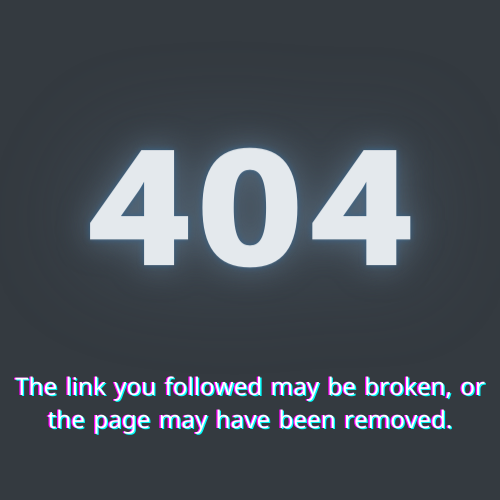 404
The link you followed may be broken, or
the page may have been removed.